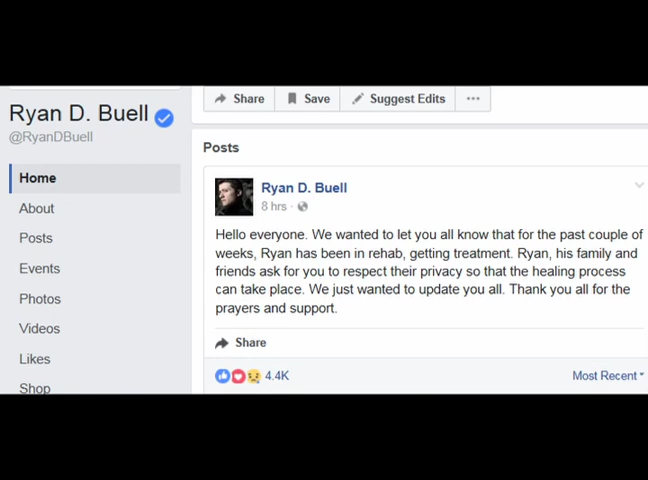 Ryan D. Buell
@RyanDBuell
Home
About
Posts
Events
Photos
Videos
Likes
Shop
Share
Save
Suggest Edits
Posts
Ryan D. Buell
8 hrs ·
Hello everyone. We wanted to let you all know that for the past couple of
weeks, Ryan has been in rehab, getting treatment. Ryan, his family and
friends ask for you to respect their privacy so that the healing process
can take place. We just wanted to update you all. Thank you all for the
prayers and support.
Share
4.4K
Most Recent